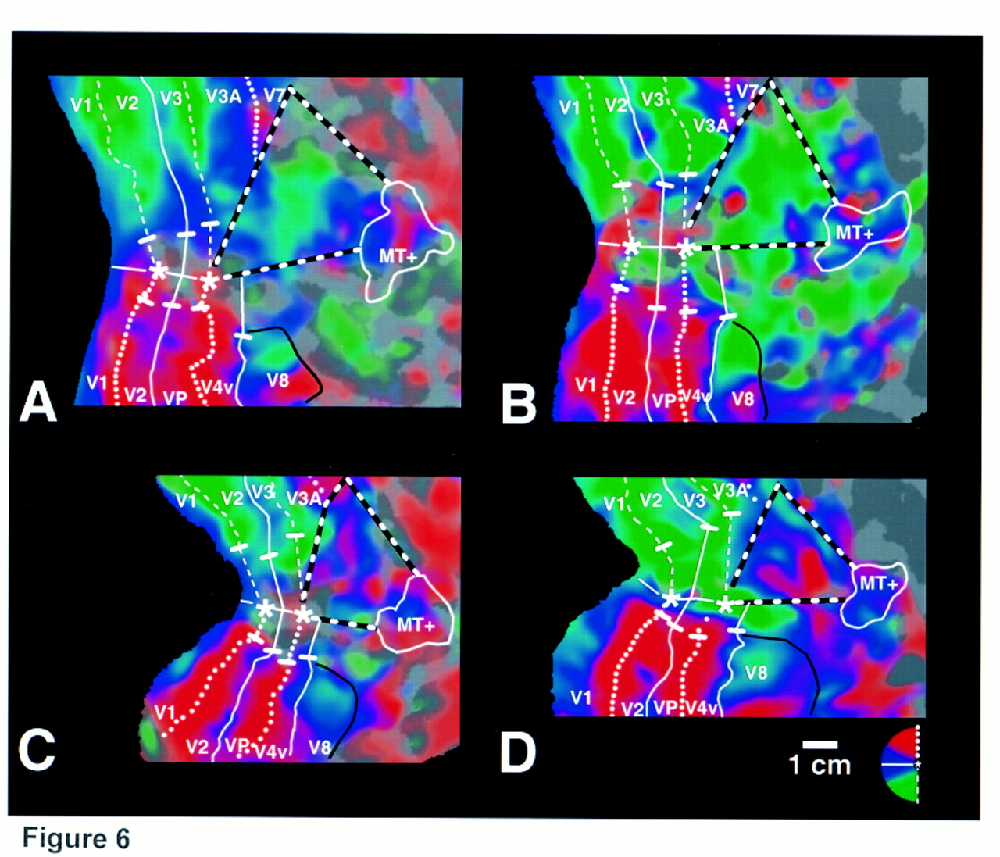 V1 V2 V3 V3A V7
MT+
V1 V2 VP V4v V8
A
V1 V2 V3 V3A V7
MT+
V1 V2 VP V4v V8
B
V1 V2 V3 V3A
MT+
V1 V2 VP V4v V8
C
V1 V2 V3 V3A
MT+
V1 V2 VP V4v V8
D
1 cm
Figure 6